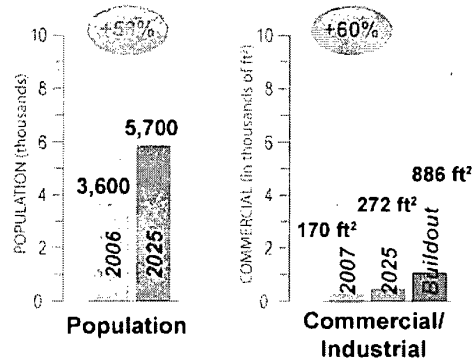 +58%
POPULATION (thousands)
10
8
6
4
2
0
5,700
3,600
2006
2025
Population
+60%
COMMERCIAL (in thousands of ft²)
10
8
6
4
2
0
886 ft²
272 ft²
170 ft²
2007
2025
Buildout
Commercial/
Industrial